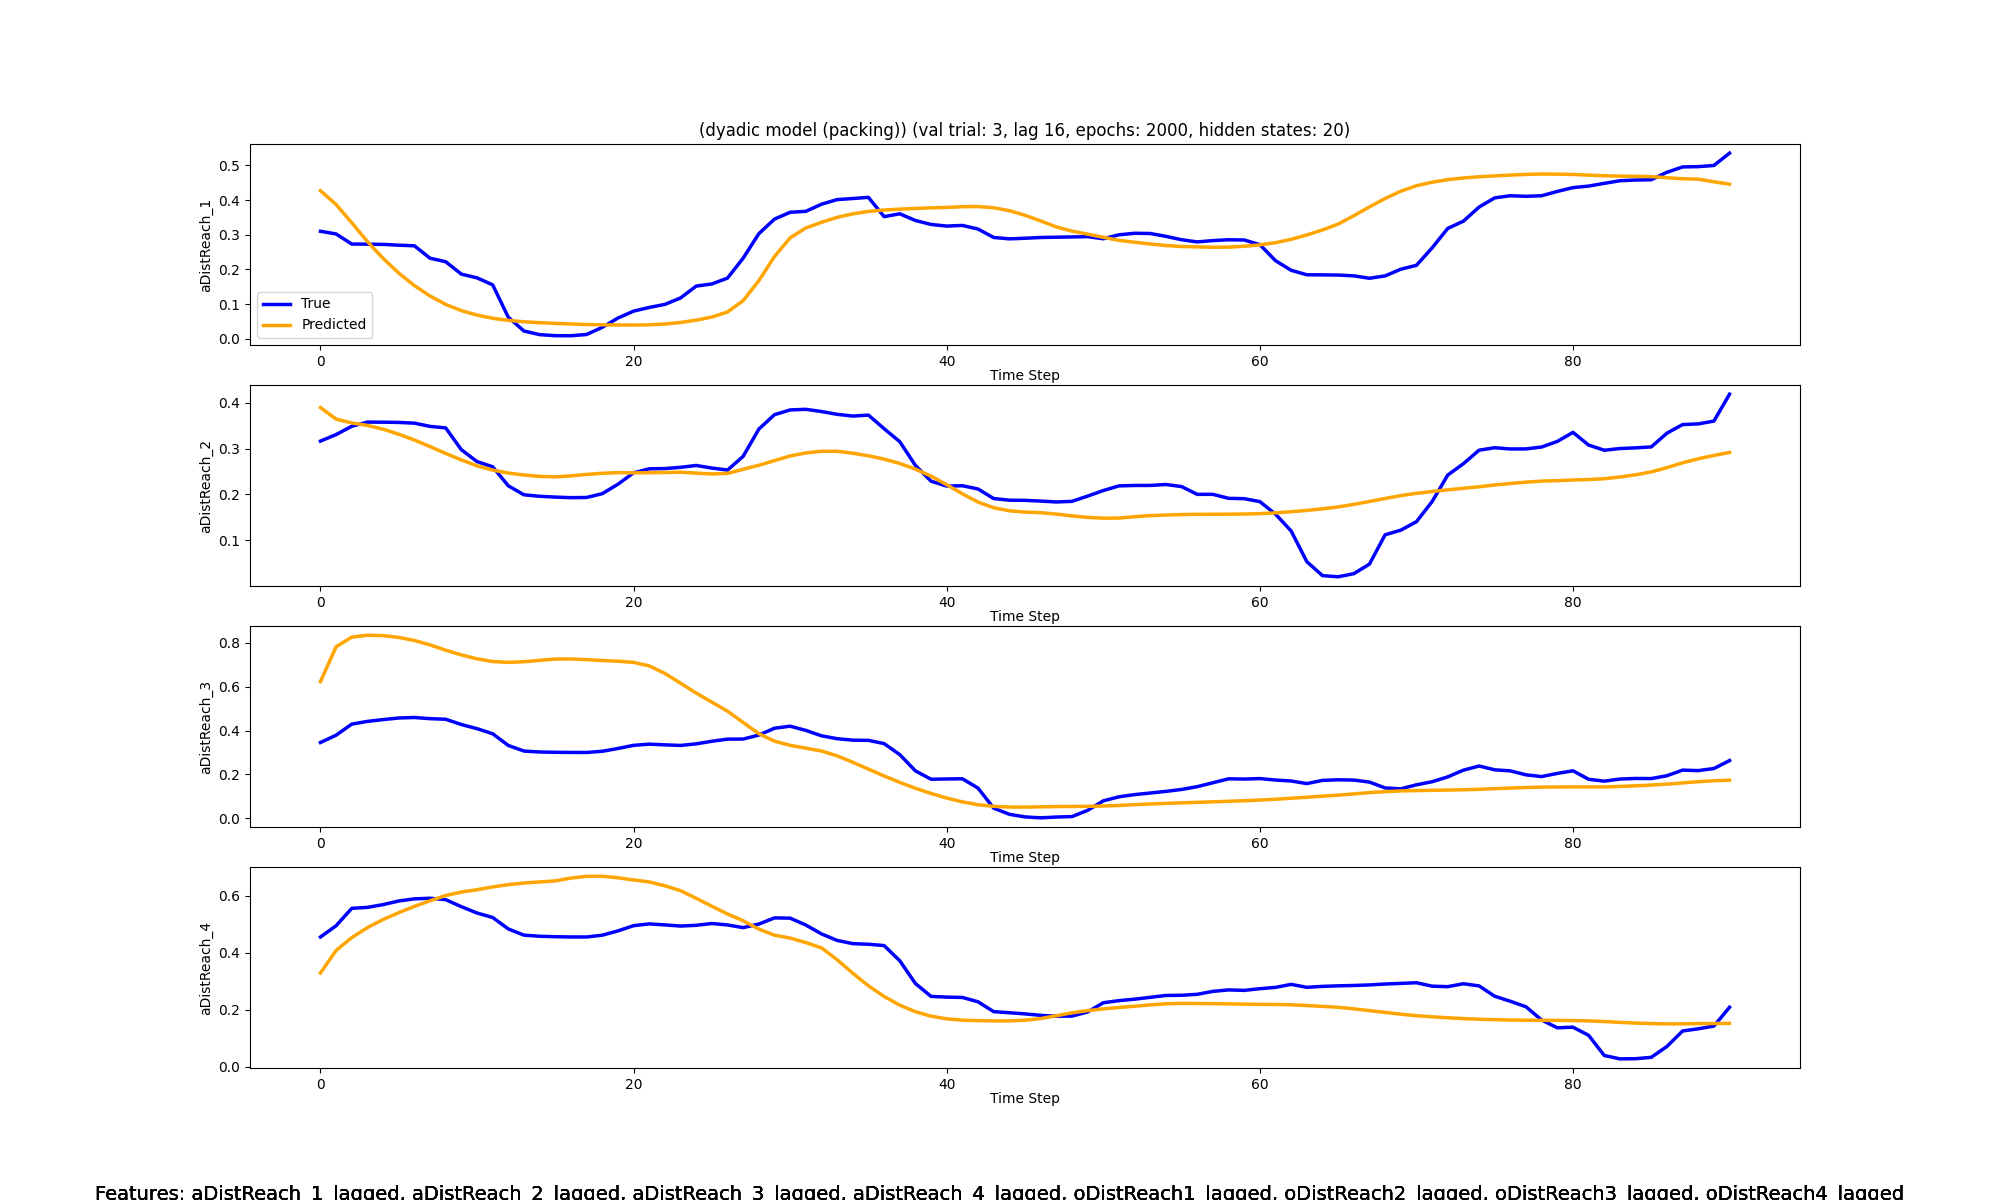 (dyadic model (packing)) (val trial: 3, lag 16, epochs: 2000, hidden states: 20)
aDistReach_1
0.5
0.4
0.3
0.2
0.1
0.0
True
Predicted
0 20 40 60 80
Time Step
aDistReach_2
0.4
0.3
0.2
0.1
0 20 40 60 80
Time Step
aDistReach_3
0.8
0.6
0.4
0.2
0.0
0 20 40 60 80
Time Step
aDistReach_4
0.6
0.4
0.2
0.0
0 20 40 60 80
Time Step
Features: aDistReach_1_lagged, aDistReach_2_lagged, aDistReach_3_lagged, aDistReach_4_lagged, oDistReach1_lagged, oDistReach2_lagged, oDistReach3_lagged, oDistReach4_lagged